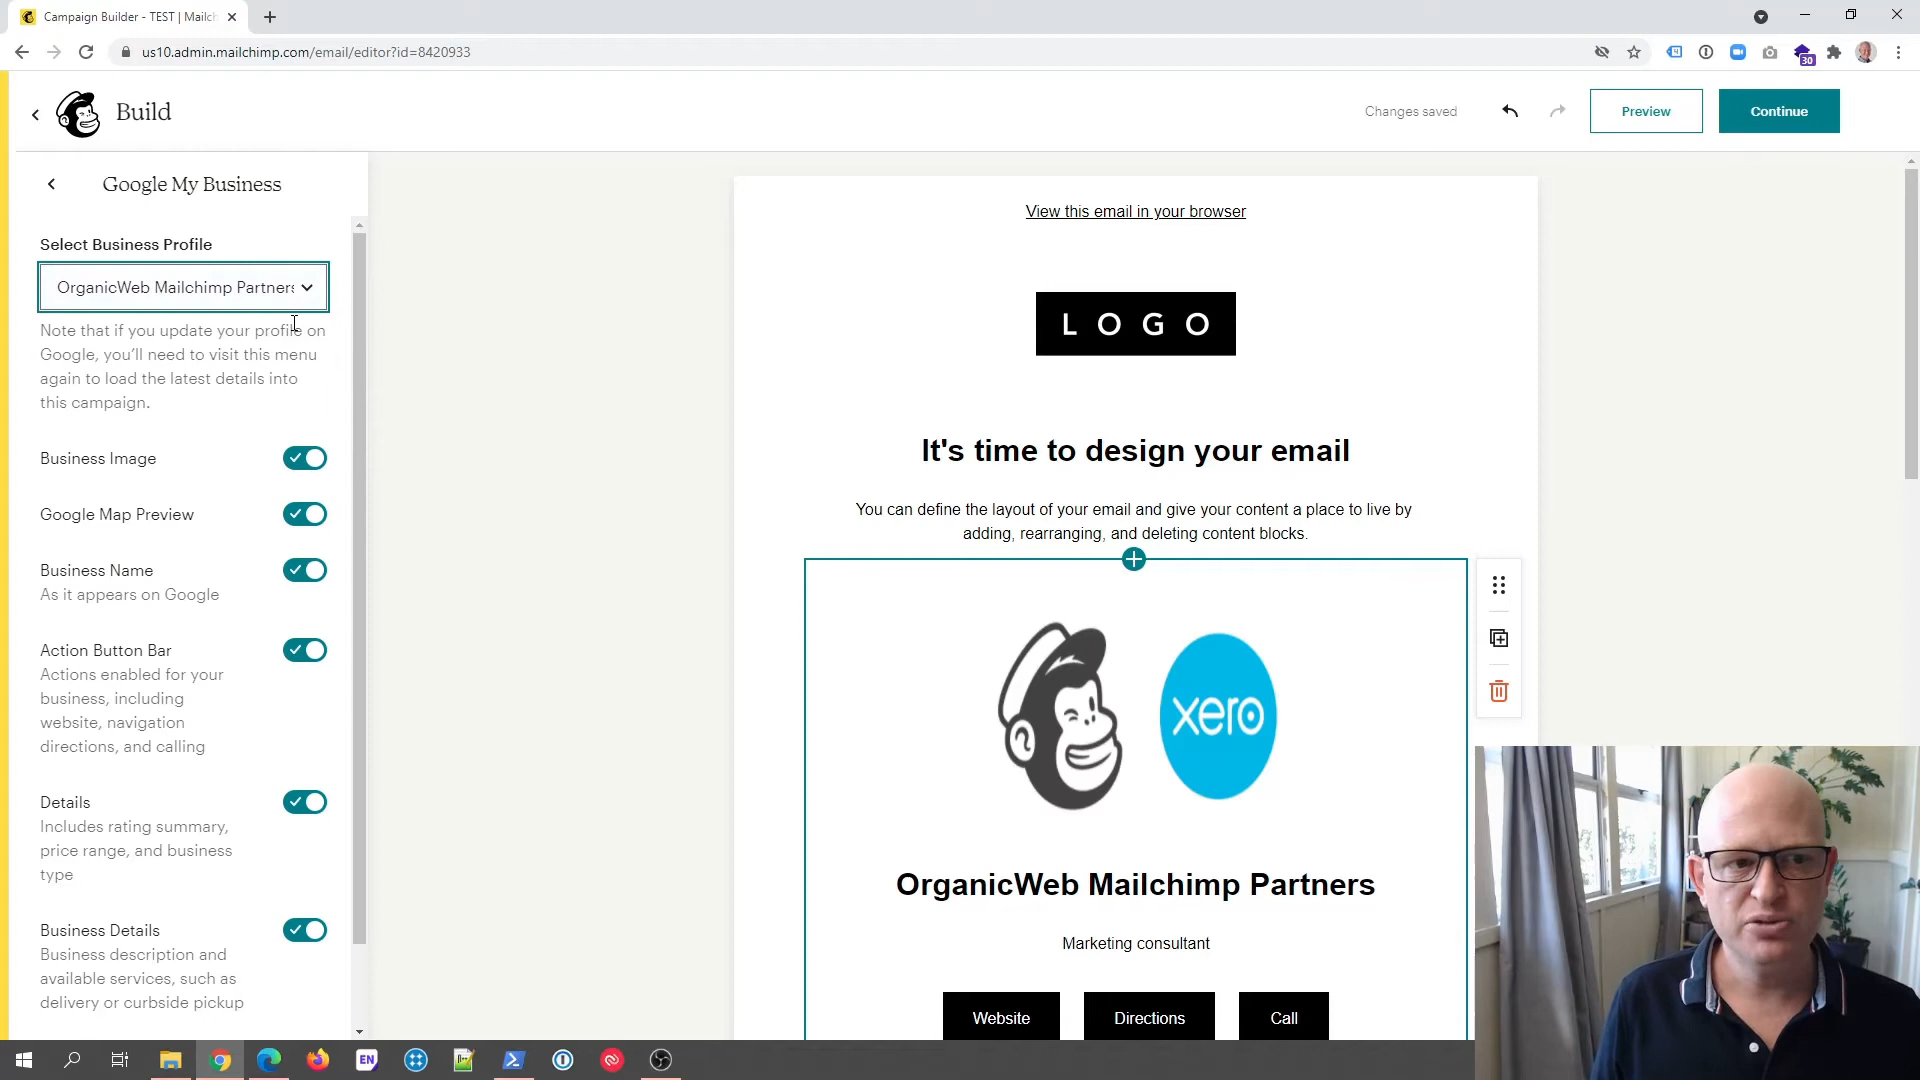 Campaign Builder - TEST | Mailch
us10.admin.mailchimp.com/email/editor?id=8420933
30
Build
Changes saved
Preview
Continue
Google My Business
Select Business Profile
OrganicWeb Mailchimp Partners
Note that if you update your profile on
Google, you'll need to visit this menu
again to load the latest details into
this campaign.
Business Image
Google Map Preview
Business Name
As it appears on Google
Action Button Bar
Actions enabled for your
business, including
website, navigation
directions, and calling
Details
Includes rating summary,
price range, and business
type
Business Details
Business description and
available services, such as
delivery or curbside pickup
View this email in your browser
LOGO
It's time to design your email
You can define the layout of your email and give your content a place to live by
adding, rearranging, and deleting content blocks.
xero
OrganicWeb Mailchimp Partners
Marketing consultant
Website
Directions
Call
EN